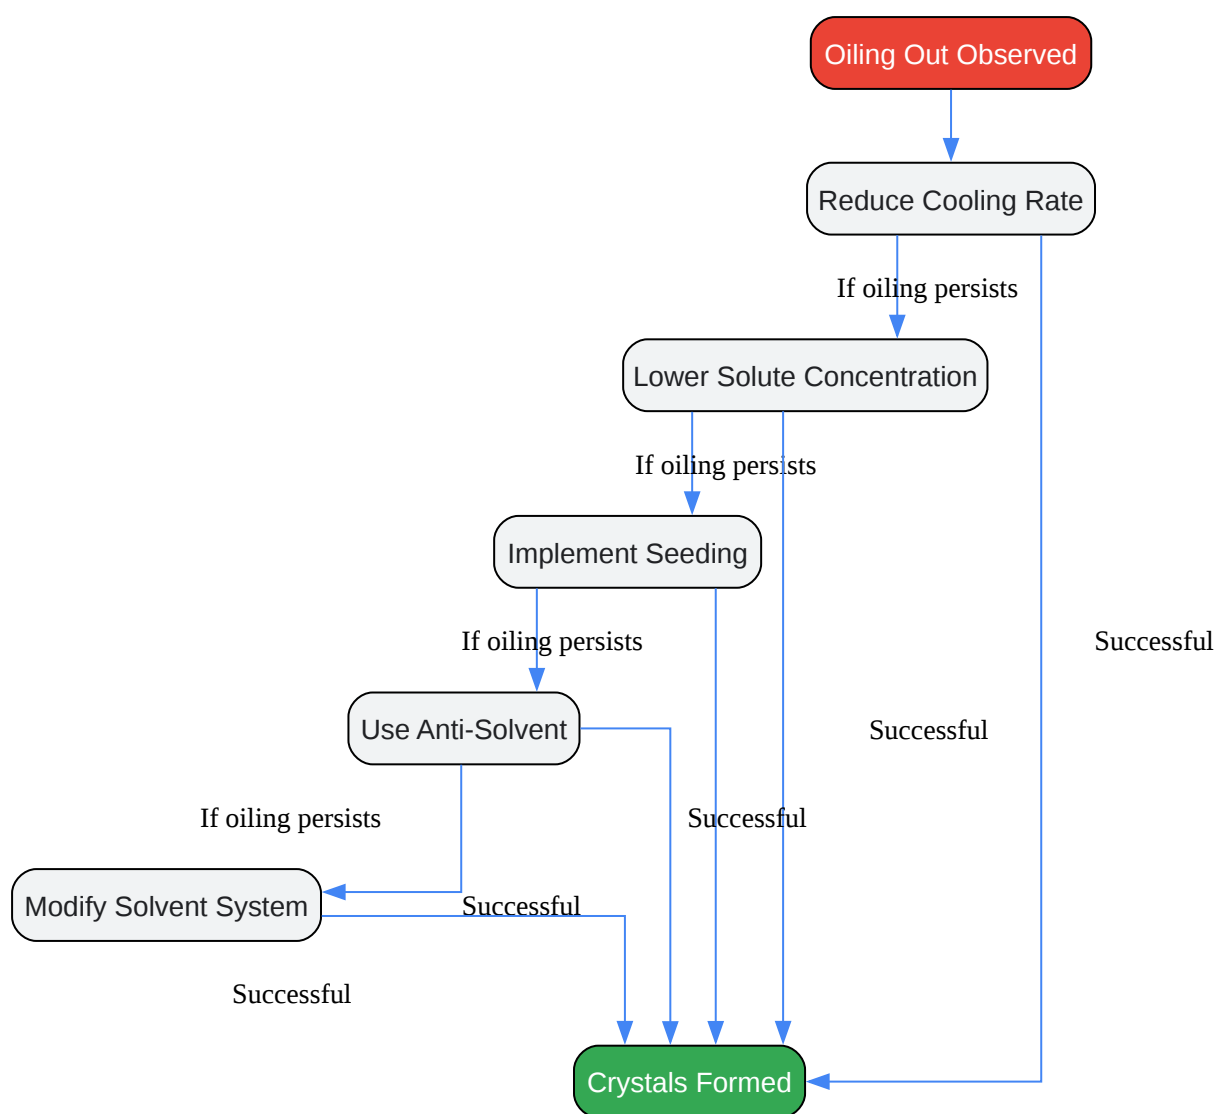 Oiling Out Observed
Reduce Cooling Rate
If oiling persists
Lower Solute Concentration
If oiling persists
Implement Seeding
If oiling persists
Successful
Use Anti-Solvent
Successful
If oiling persists
Successful
Modify Solvent System
Successful
Successful
Crystals Formed